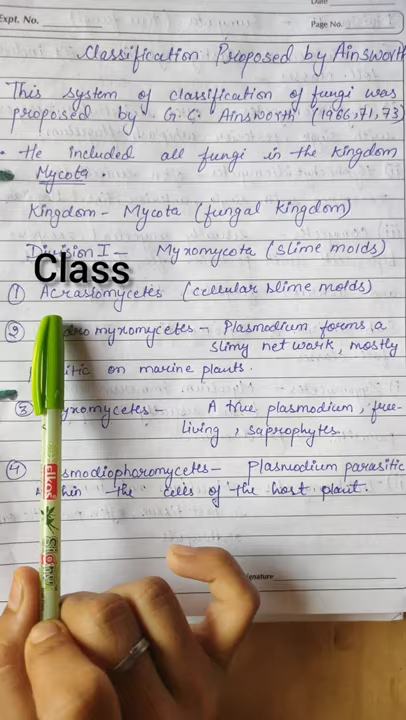 Date
Expt. No.
Page No.
Classification Proposed by Ainsworth
This system of classification of fungi was
proposed by G.C. Ainsworth (1966,71,73)
• He included all fungi in the kingdom
Mycota.
Kingdom - Mycota (fungal kingdom)
Division I - Myxomycota (slime molds)
Class
① Acrasiomycetes (cellular slime molds)
② myxomycetes - Plasmodium forms a
slimy net work, mostly
on marine plants.
③ - A true plasmodium, free-
living, saprophytes.
④ - Plasmodium parasitic
the cells of the host plant.